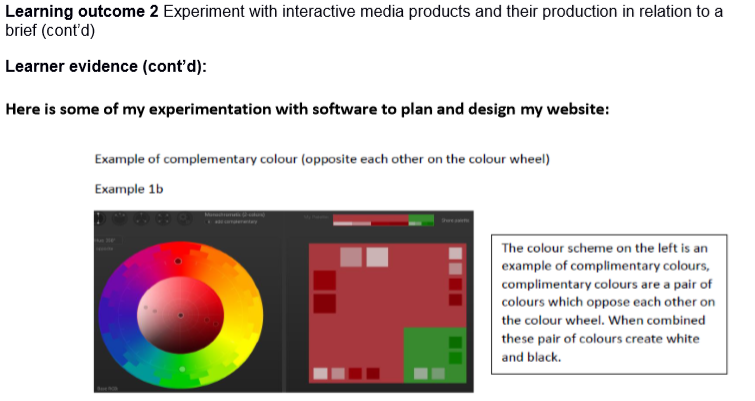 Learning outcome 2 Experiment with interactive media products and their production in relation to a
brief (cont'd)
Learner evidence (cont'd):
Here is some of my experimentation with software to plan and design my website:
Example of complementary colour (opposite each other on the colour wheel)
Example 1b
The colour scheme on the left is an
example of complimentary colours,
complimentary colours are a pair of
colours which oppose each other on
the colour wheel. When combined
these pair of colours create white
and black.